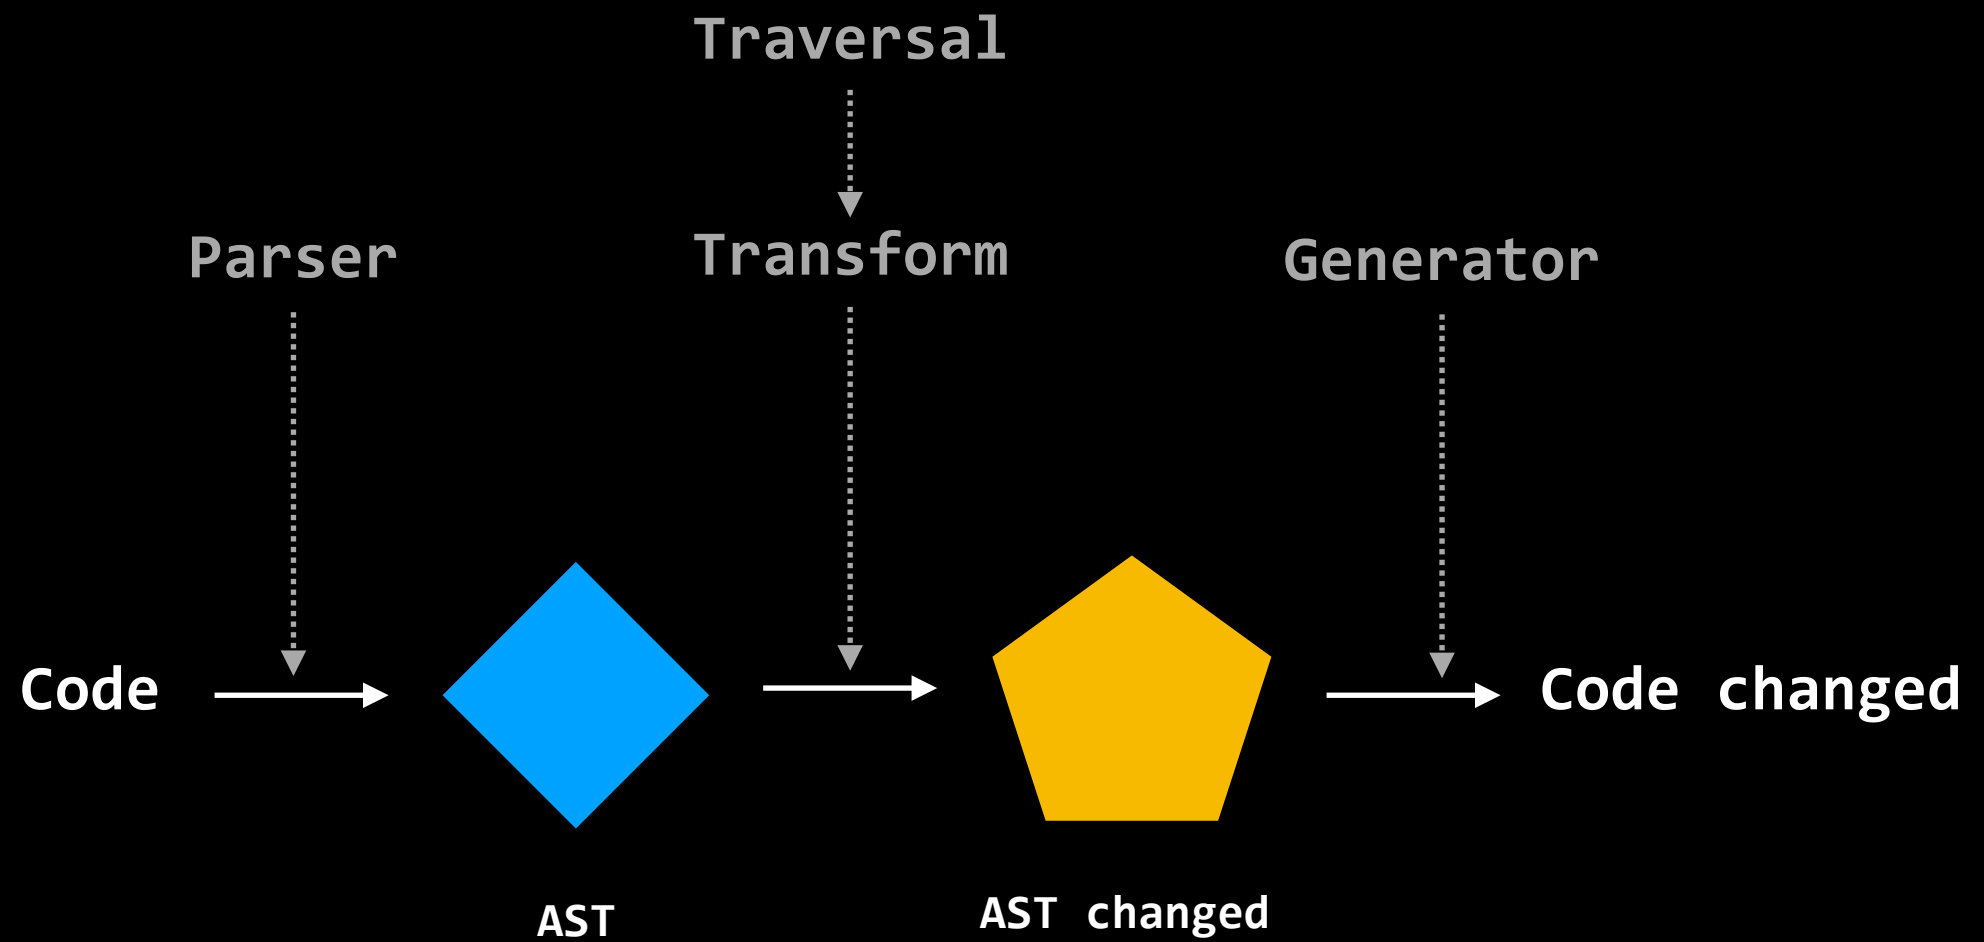 Traversal
Parser
Transform
Generator
Code
Code changed
AST
AST changed